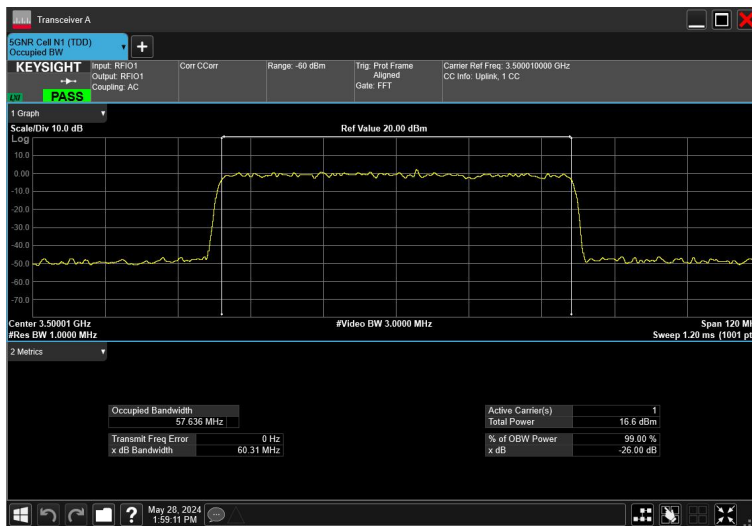 Transceiver A
5GNR Cell N1 (TDD)
Occupied BW
KEYSIGHT
LXI
PASS
Input: RFIO1
Output: RFIO1
Coupling: AC
Corr CCorr
Range: -60 dBm
Trig: Prot Frame
Aligned
Gate: FFT
Carrier Ref Freq: 3.500010000 GHz
CC Info: Uplink, 1 CC
1 Graph
Scale/Div 10.0 dB
Ref Value 20.00 dBm
Log
10.0
0.00
-10.0
-20.0
-30.0
-40.0
-50.0
-60.0
-70.0
Center 3.50001 GHz
#Video BW 3.0000 MHz
Span 120 M
#Res BW 1.0000 MHz
Sweep 1.20 ms (1001 pt
2 Metrics
Occupied Bandwidth
57.636 MHz
Transmit Freq Error 0 Hz
x dB Bandwidth 60.31 MHz
Active Carrier(s) 1
Total Power 16.6 dBm
% of OBW Power 99.00 %
x dB -26.00 dB
May 28, 2024
1:59:11 PM